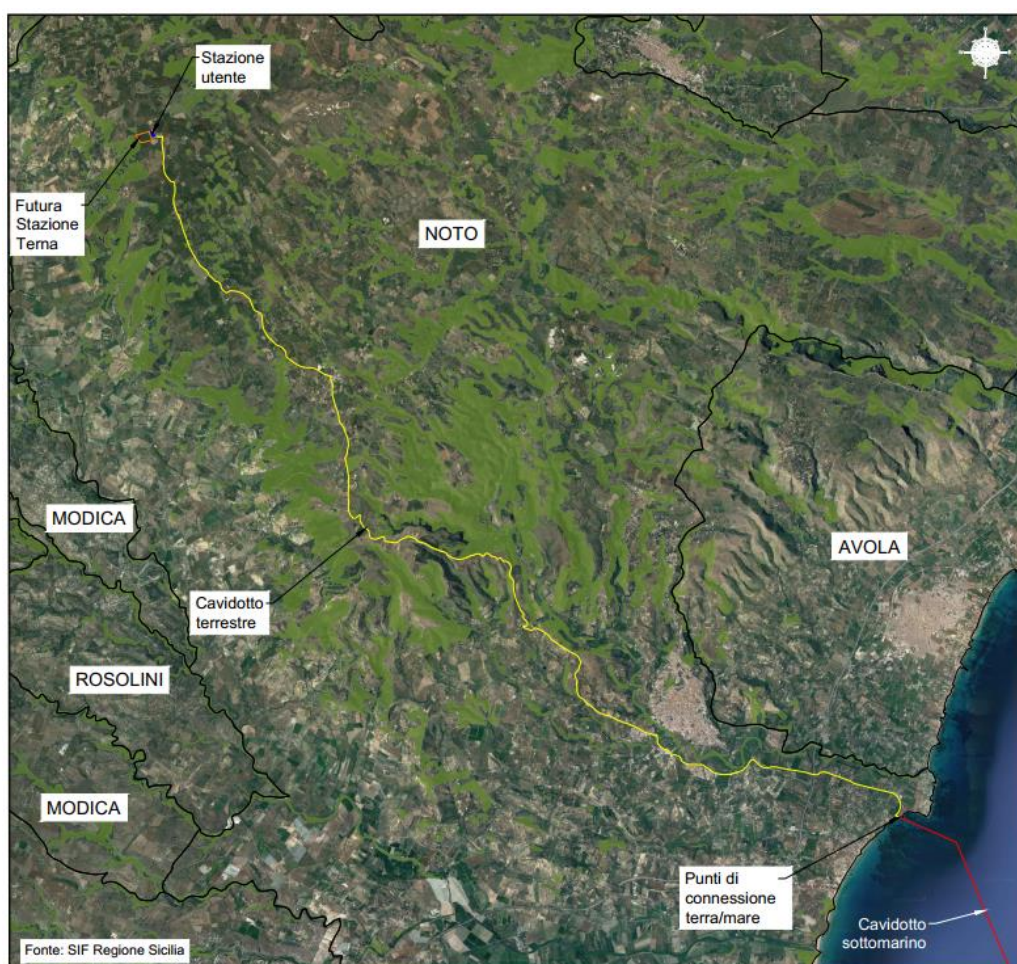 Stazione
utente
Futura
Stazione
Terna
NOTO
MODICA
AVOLA
Cavidotto
terrestre
ROSOLINI
MODICA
Punti di
connessione
terra/mare
Cavidotto
sottomarino
Fonte: SIF Regione Sicilia